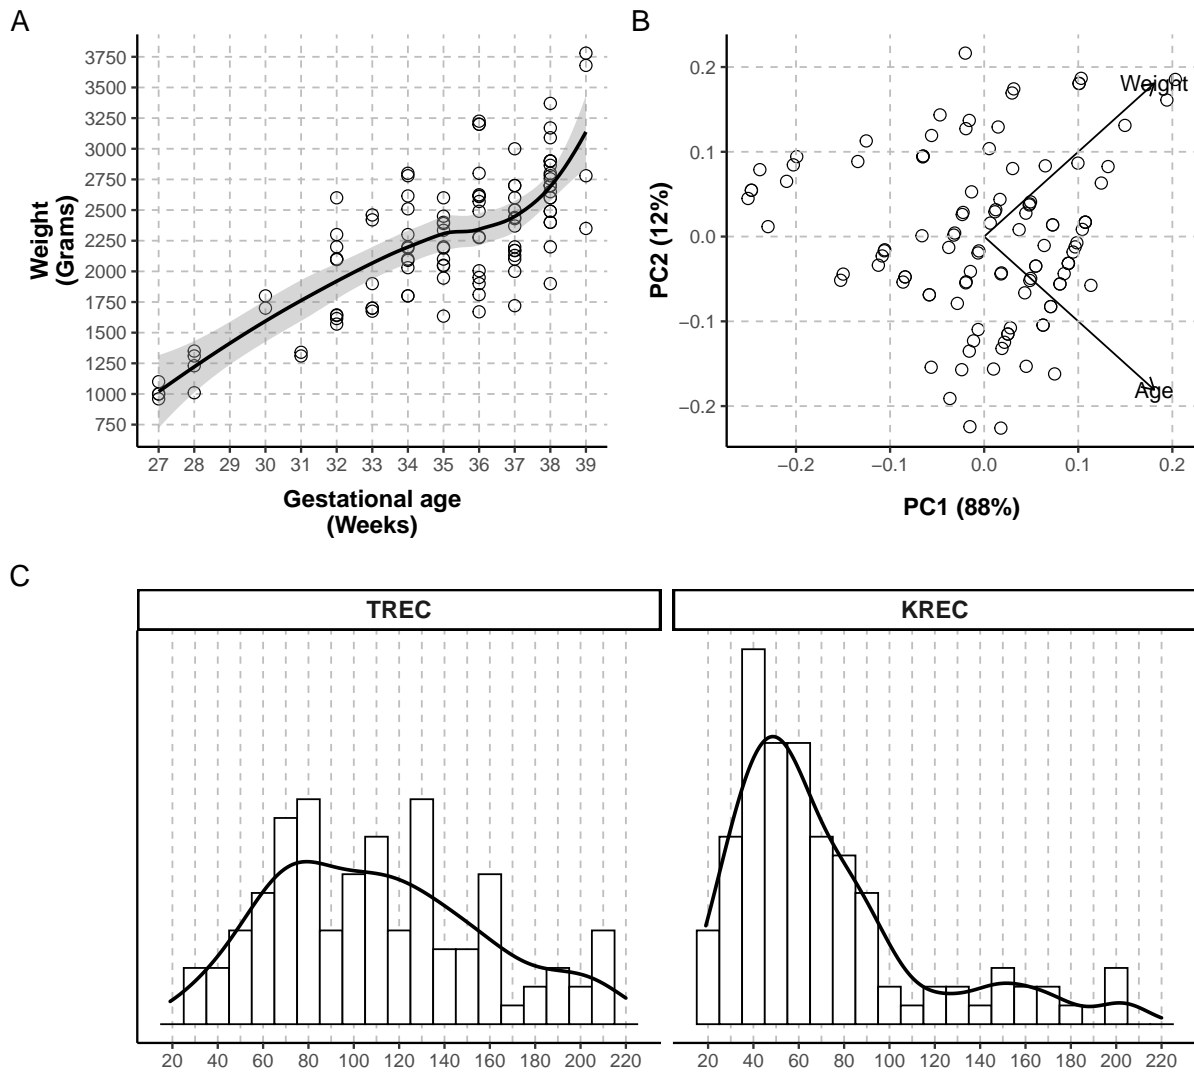 A
B
3750
3500
3250
3000
2750
2500
2250
2000
1750
1500
1250
1000
750
Weight
(Grams)
27 28 29 30 31 32 33 34 35 36 37 38 39
Gestational age
(Weeks)
0.2
0.1
0.0
−0.1
−0.2
PC2 (12%)
Weight
Age
−0.2 −0.1 0.0 0.1 0.2
PC1 (88%)
C
TREC
KREC
20 40 60 80 100 120 140 160 180 200 220
20 40 60 80 100 120 140 160 180 200 220